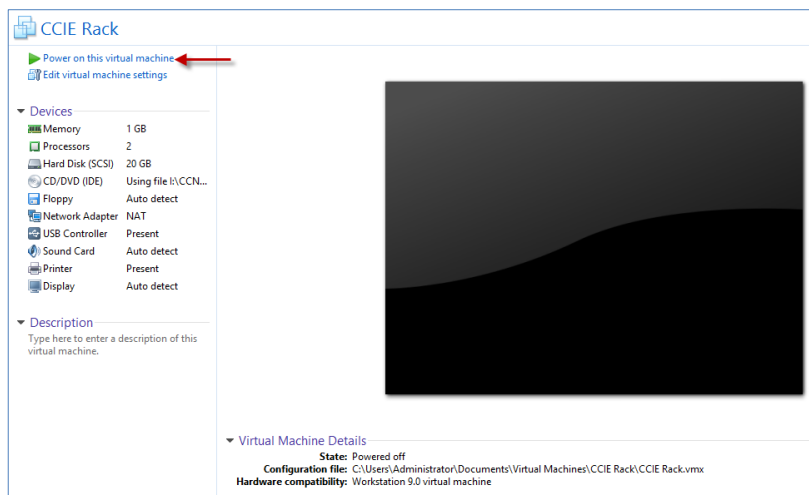 CCIE Rack
Power on this virtual machine
Edit virtual machine settings
Devices
Memory 1 GB
Processors 2
Hard Disk (SCSI) 20 GB
CD/DVD (IDE) Using file I:\CCN...
Floppy Auto detect
Network Adapter NAT
USB Controller Present
Sound Card Auto detect
Printer Present
Display Auto detect
Description
Type here to enter a description of this
virtual machine.
Virtual Machine Details
State: Powered off
Configuration file: C:\Users\Administrator\Documents\Virtual Machines\CCIE Rack\CCIE Rack.vmx
Hardware compatibility: Workstation 9.0 virtual machine